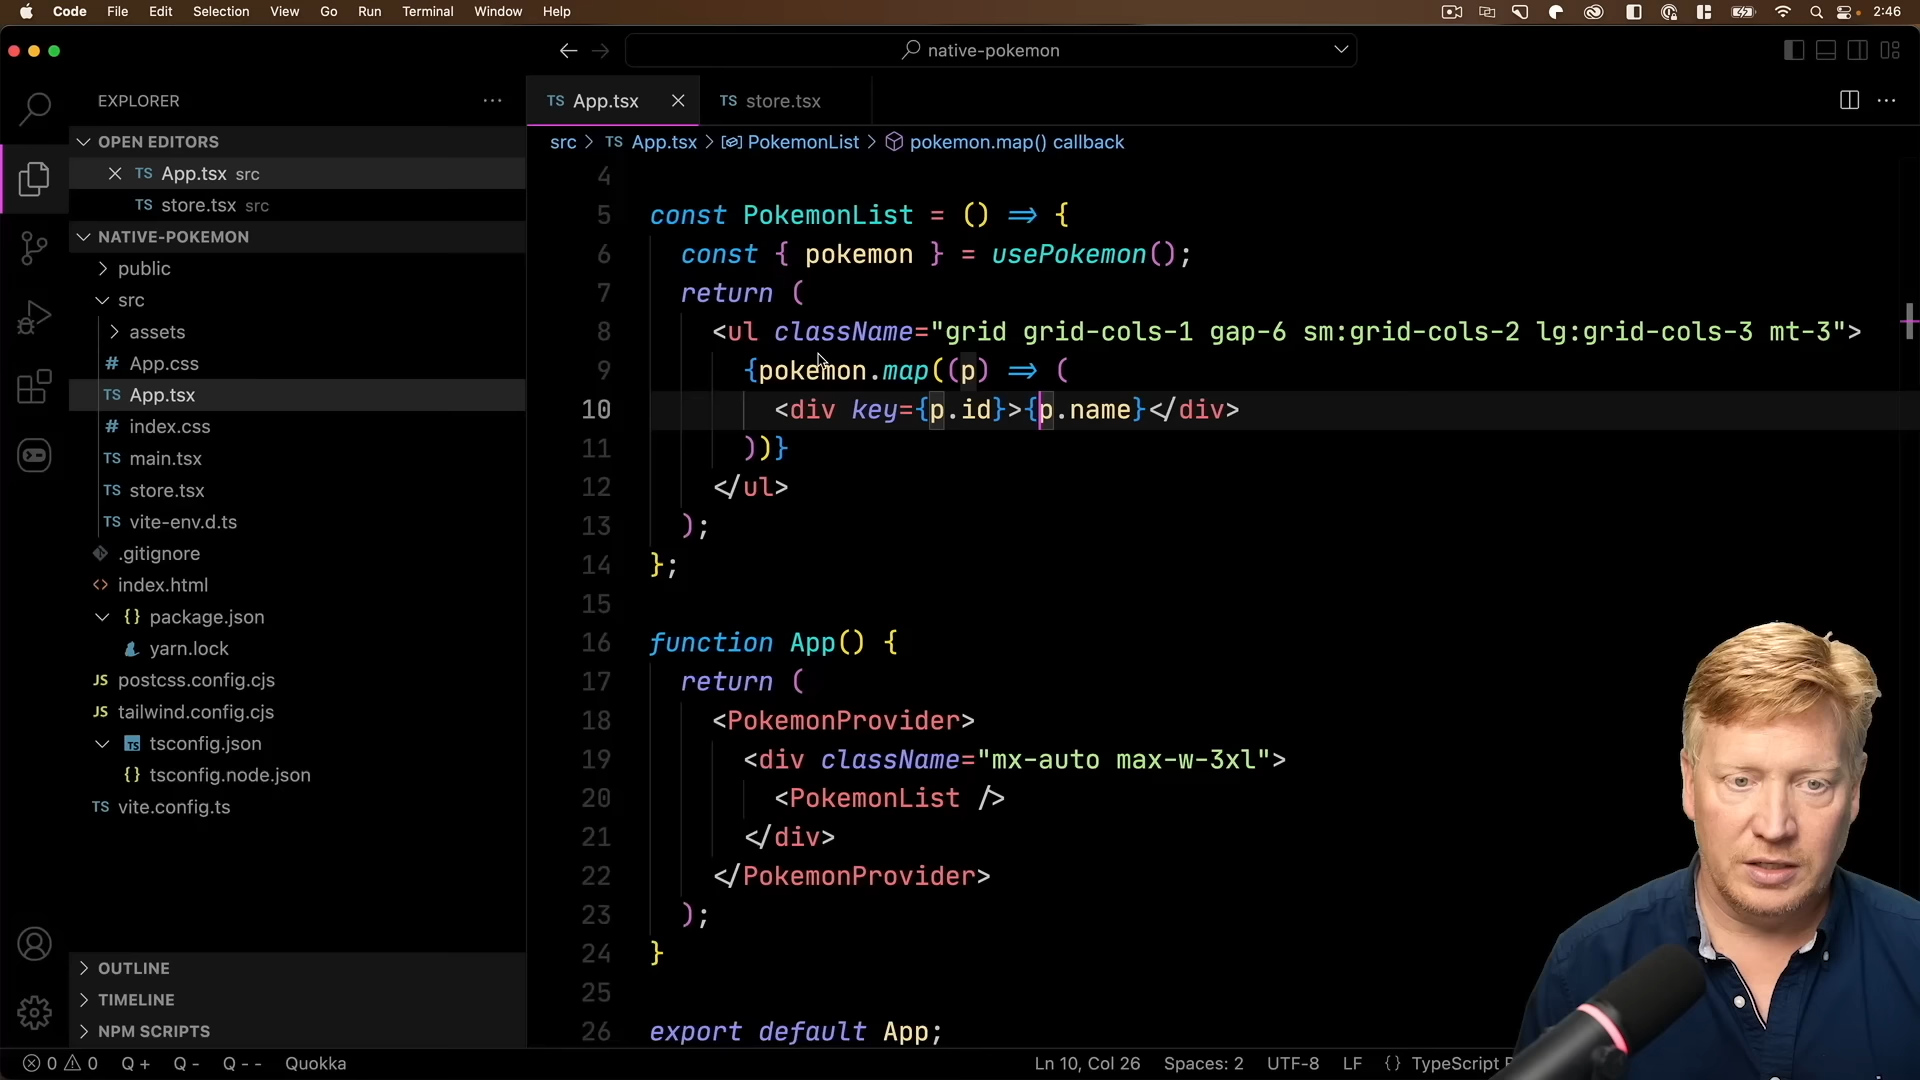 Code File Edit Selection View Go Run Terminal Window Help 2:46
native-pokemon
EXPLORER
OPEN EDITORS
App.tsx src
store.tsx src
NATIVE-POKEMON
public
src
assets
# App.css
TS App.tsx
# index.css
TS main.tsx
TS store.tsx
TS vite-env.d.ts
.gitignore
<> index.html
{} package.json
yarn.lock
JS postcss.config.cjs
JS tailwind.config.cjs
TS tsconfig.json
{} tsconfig.node.json
TS vite.config.ts
OUTLINE
TIMELINE
NPM SCRIPTS
TS App.tsx TS store.tsx
src > TS App.tsx > PokemonList > pokemon.map() callback
4
5 const PokemonList = () => {
6 const { pokemon } = usePokemon();
7 return (
8 <ul className="grid grid-cols-1 gap-6 sm:grid-cols-2 lg:grid-cols-3 mt-3">
9 {pokemon.map((p) => (
10 <div key={p.id}>{p.name}</div>
11 ))}
12 </ul>
13 );
14 };
15
16 function App() {
17 return (
18 <PokemonProvider>
19 <div className="mx-auto max-w-3xl">
20 <PokemonList />
21 </div>
22 </PokemonProvider>
23 );
24 }
25
26 export default App;
0 0 Q + Q - Q -- Quokka Ln 10, Col 26 Spaces: 2 UTF-8 LF {} TypeScript